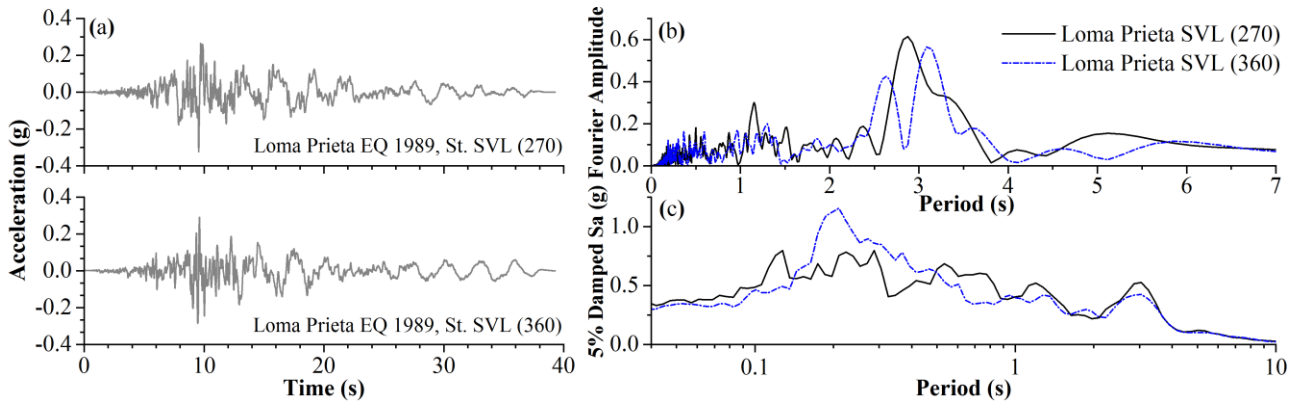 (a)
0.4
0.2
0.0
-0.2
-0.4
Loma Prieta EQ 1989, St. SVL (270)
0.4
0.2
0.0
-0.2
-0.4
Loma Prieta EQ 1989, St. SVL (360)
0 10 20 30 40
Time (s)
Acceleration (g)
(b)
Loma Prieta SVL (270)
Loma Prieta SVL (360)
0.6
0.4
0.2
0.0
0 1 2 3 4 5 6 7
Period (s)
Fourier Amplitude
(c)
1.0
0.5
0.0
0.1 1 10
Period (s)
5% Damped Sa (g)